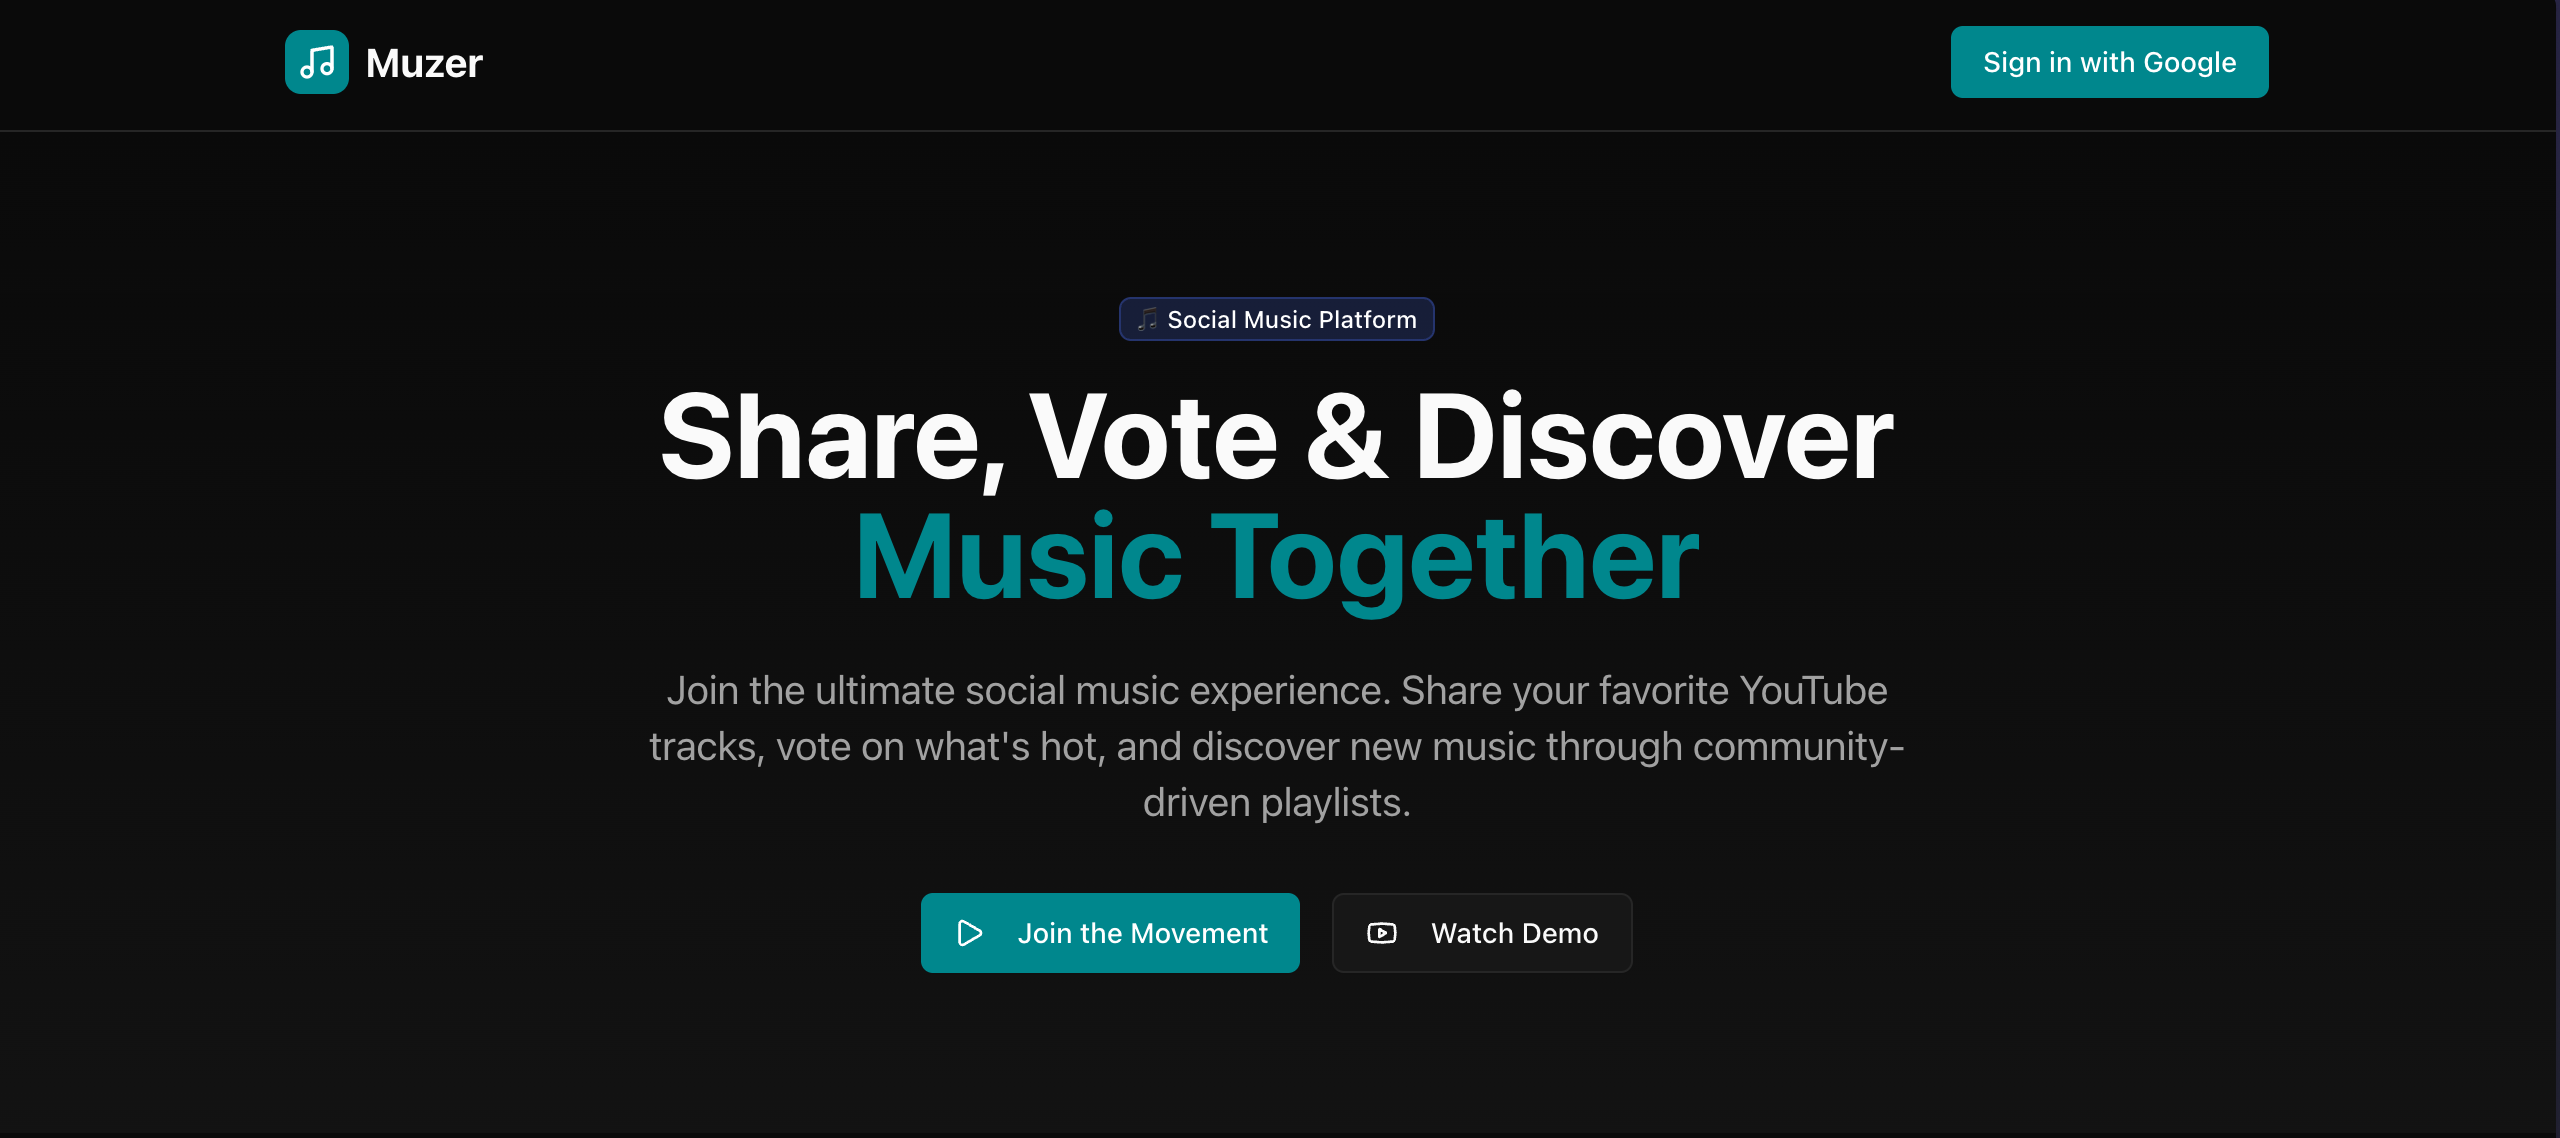 Muzer
Sign in with Google
🎵 Social Music Platform
Share, Vote & Discover
Music Together
Join the ultimate social music experience. Share your favorite YouTube
tracks, vote on what's hot, and discover new music through community-
driven playlists.
Join the Movement
Watch Demo